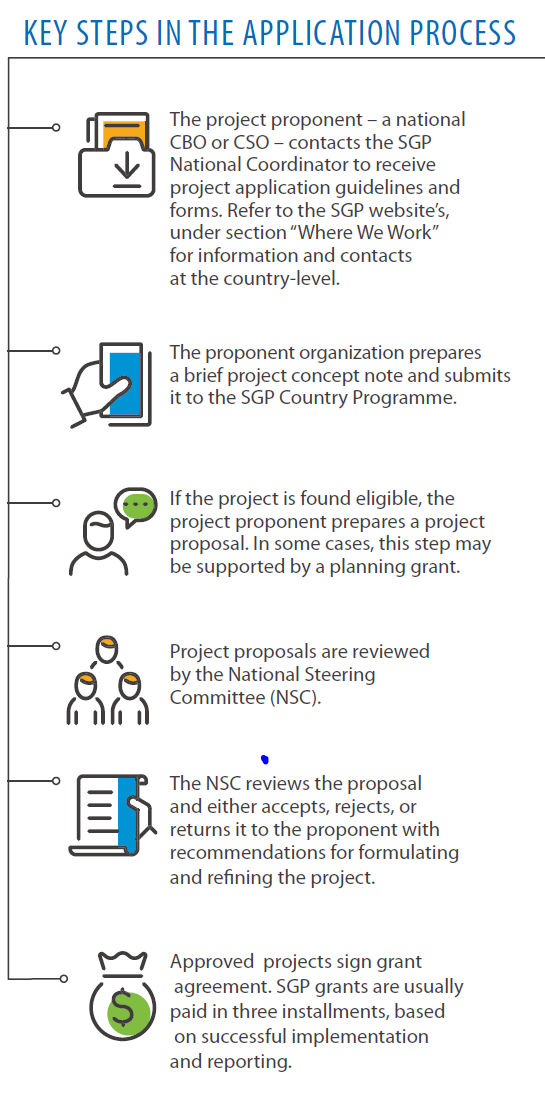 KEY STEPS IN THE APPLICATION PROCESS
The project proponent – a national
CBO or CSO – contacts the SGP
National Coordinator to receive
project application guidelines and
forms. Refer to the SGP website’s,
under section “Where We Work”
for information and contacts
at the country-level.
The proponent organization prepares
a brief project concept note and submits
it to the SGP Country Programme.
If the project is found eligible, the
project proponent prepares a project
proposal. In some cases, this step may
be supported by a planning grant.
Project proposals are reviewed
by the National Steering
Committee (NSC).
The NSC reviews the proposal
and either accepts, rejects, or
returns it to the proponent with
recommendations for formulating
and refining the project.
Approved projects sign grant
agreement. SGP grants are usually
paid in three installments, based
on successful implementation
and reporting.
$